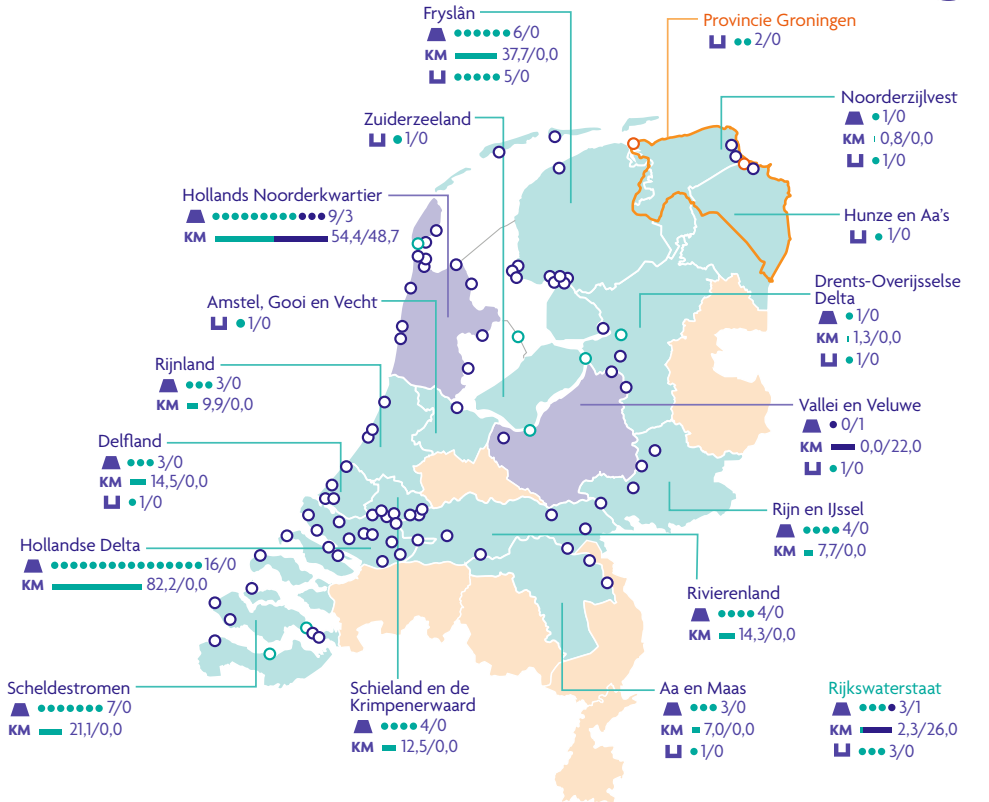 Fryslân
6/0
KM 37,7/0,0
5/0
Provincie Groningen
2/0
Zuiderzeeland
1/0
Noorderzijlvest
1/0
KM 0,8/0,0
1/0
Hollands Noorderkwartier
9/3
KM 54,4/48,7
Hunze en Aa's
1/0
Amstel, Gooi en Vecht
1/0
Drents-Overijsselse
Delta
1/0
KM 1,3/0,0
1/0
Rijnland
3/0
KM 9,9/0,0
Vallei en Veluwe
0/1
KM 0,0/22,0
1/0
Delfland
3/0
KM 14,5/0,0
1/0
Rijn en IJssel
4/0
KM 7,7/0,0
Hollandse Delta
16/0
KM 82,2/0,0
Rivierenland
4/0
KM 14,3/0,0
Scheldestromen
7/0
KM 21,1/0,0
Schieland en de
Krimpenerwaard
4/0
KM 12,5/0,0
Aa en Maas
3/0
KM 7,0/0,0
1/0
Rijkswaterstaat
3/1
KM 2,3/26,0
3/0